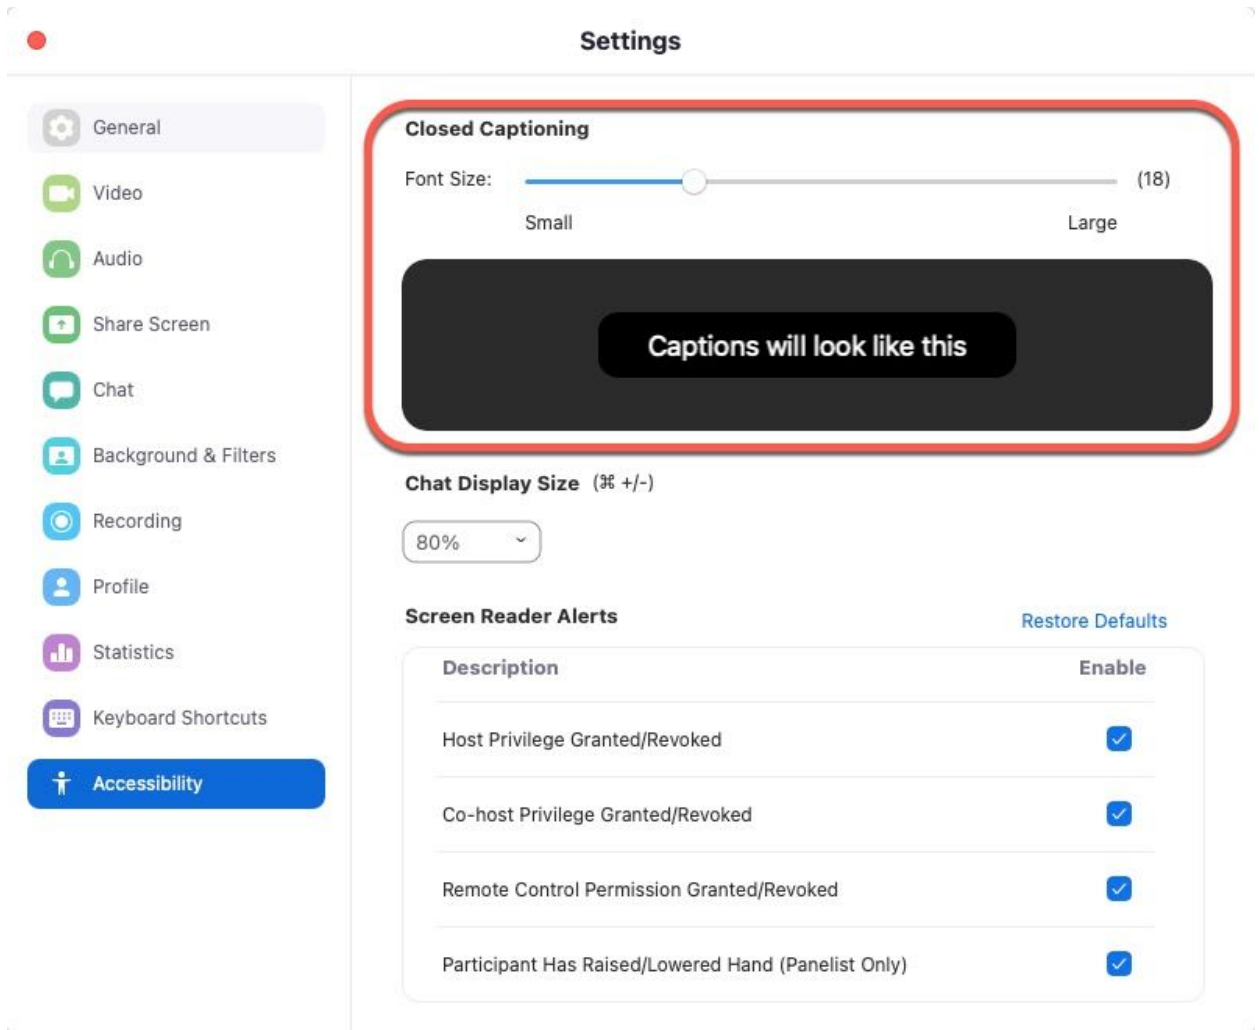 Settings
General
Video
Audio
Share Screen
Chat
Background & Filters
Recording
Profile
Statistics
Keyboard Shortcuts
Accessibility
Closed Captioning
Font Size: (18)
Small Large
Captions will look like this
Chat Display Size (⌘ +/-)
80%
Screen Reader Alerts Restore Defaults
Description Enable
Host Privilege Granted/Revoked
Co-host Privilege Granted/Revoked
Remote Control Permission Granted/Revoked
Participant Has Raised/Lowered Hand (Panelist Only)